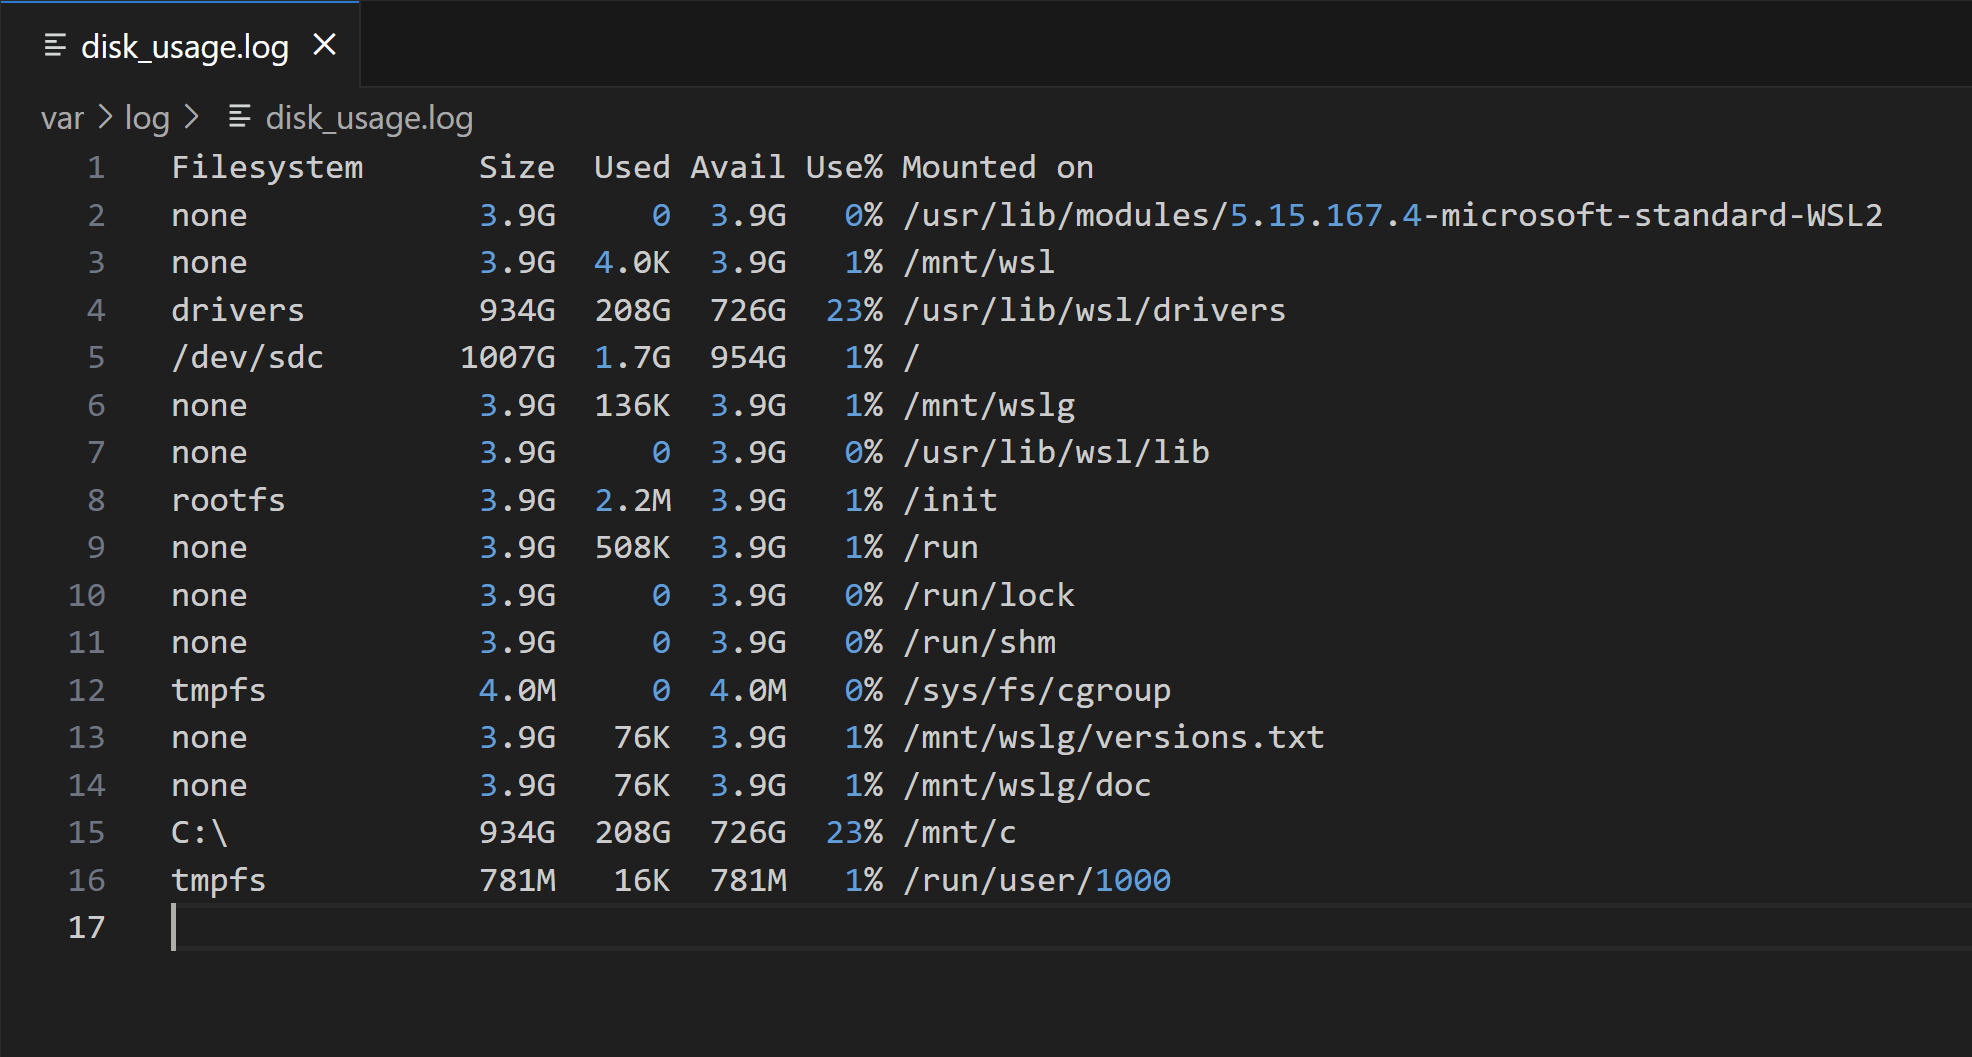 disk_usage.log
var > log > disk_usage.log
1 Filesystem      Size  Used Avail Use% Mounted on
2 none            3.9G     0  3.9G   0% /usr/lib/modules/5.15.167.4-microsoft-standard-WSL2
3 none            3.9G  4.0K  3.9G   1% /mnt/wsl
4 drivers         934G  208G  726G  23% /usr/lib/wsl/drivers
5 /dev/sdc       1007G  1.7G  954G   1% /
6 none            3.9G  136K  3.9G   1% /mnt/wslg
7 none            3.9G     0  3.9G   0% /usr/lib/wsl/lib
8 rootfs          3.9G  2.2M  3.9G   1% /init
9 none            3.9G  508K  3.9G   1% /run
10 none            3.9G     0  3.9G   0% /run/lock
11 none            3.9G     0  3.9G   0% /run/shm
12 tmpfs           4.0M     0  4.0M   0% /sys/fs/cgroup
13 none            3.9G   76K  3.9G   1% /mnt/wslg/versions.txt
14 none            3.9G   76K  3.9G   1% /mnt/wslg/doc
15 C:\             934G  208G  726G  23% /mnt/c
16 tmpfs           781M   16K  781M   1% /run/user/1000
17